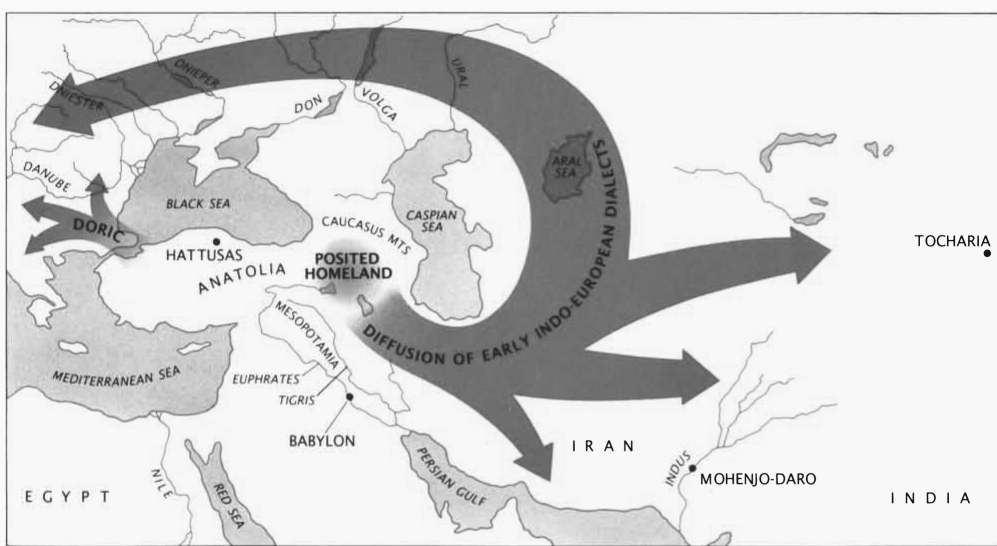 DNIEPER
DNIESTER
DON
VOLGA
URAL
ARAL
SEA
DANUBE
BLACK SEA
CASPIAN
SEA
CAUCASUS MTS
DORIC
HATTUSAS
ANATOLIA
POSITED
HOMELAND
TOCHARIA
DIFFUSION OF EARLY INDO-EUROPEAN DIALECTS
MESOPOTAMIA
MEDITERRANEAN SEA
EUPHRATES
TIGRIS
BABYLON
IRAN
INDUS
MOHENJO-DARO
PERSIAN GULF
EGYPT
NILE
RED SEA
INDIA